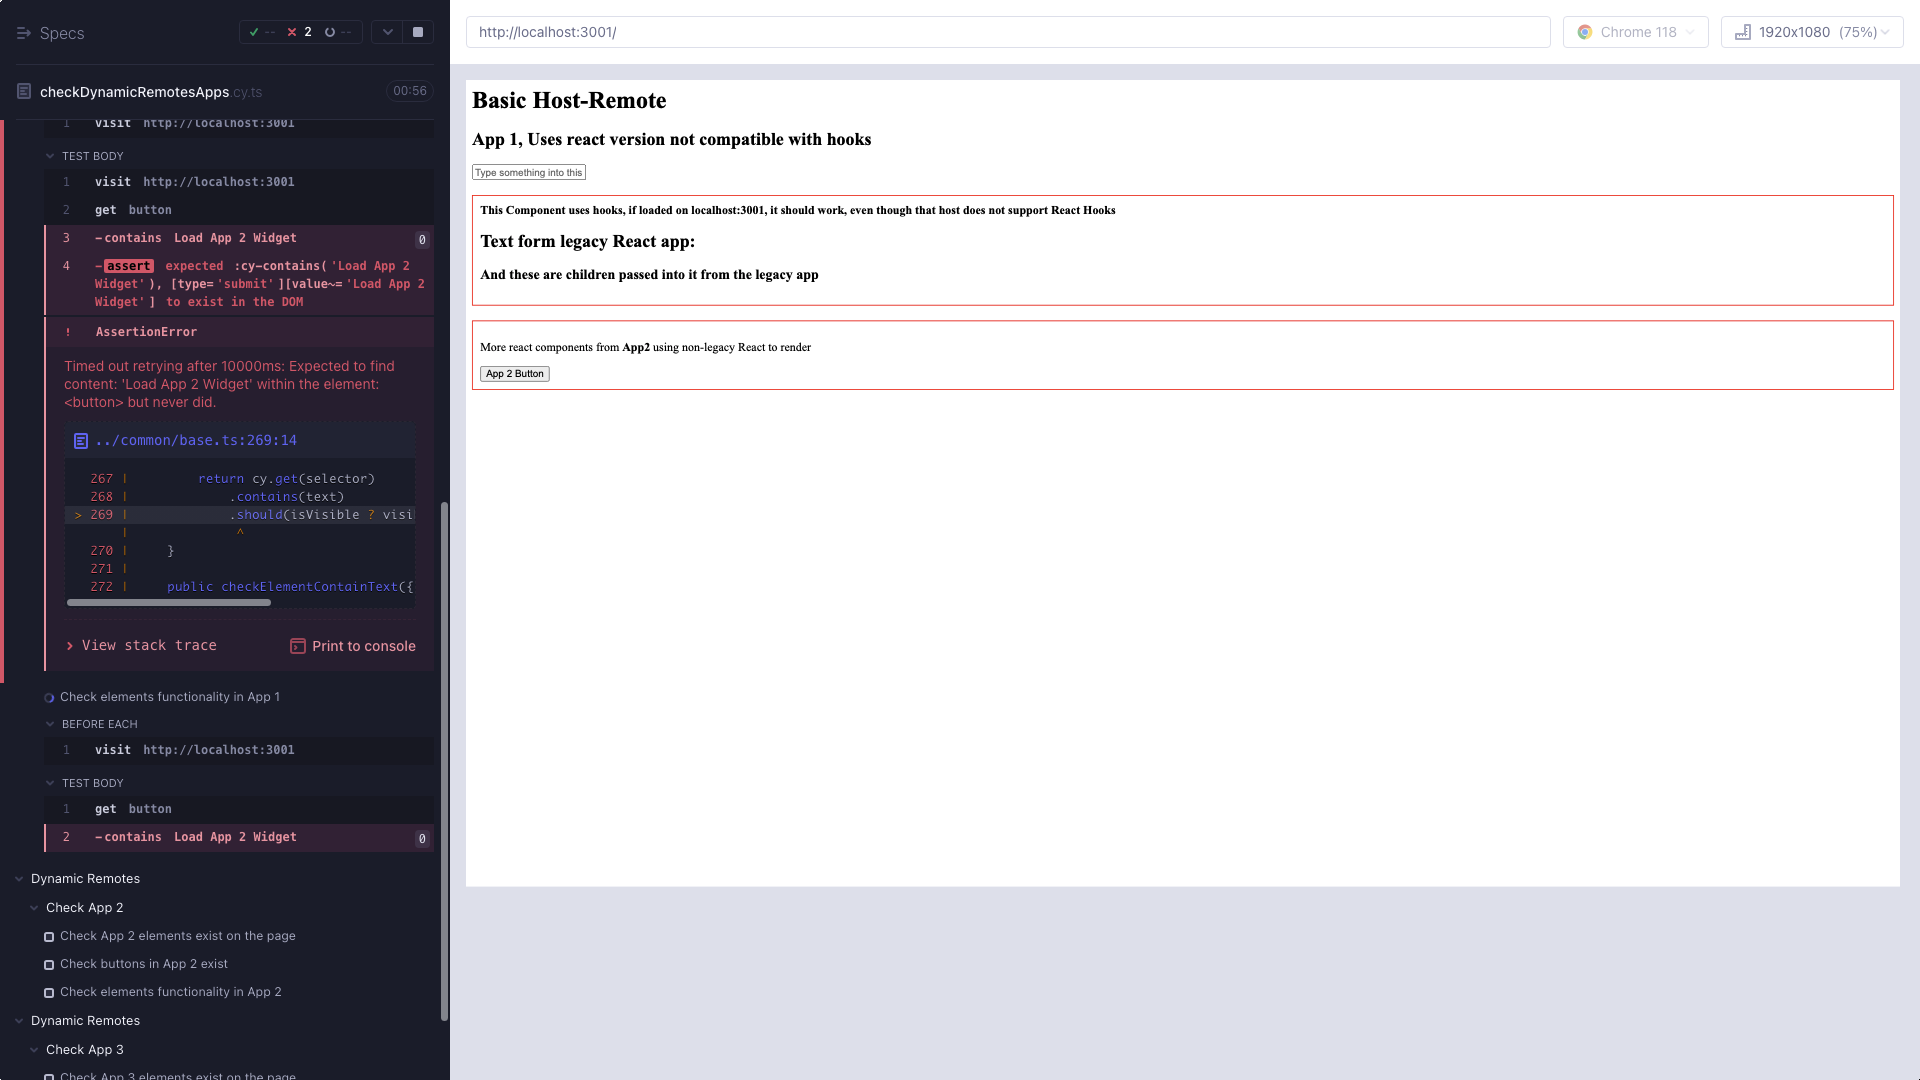 Specs
-- 2 --
checkDynamicRemotesApps.cy.ts 00:56
1 visit http://localhost:3001
TEST BODY
1 visit http://localhost:3001
2 get button
3 -contains Load App 2 Widget 0
4 -assert expected :cy-contains('Load App 2
Widget'), [type='submit'][value~='Load App 2
Widget'] to exist in the DOM
! AssertionError
Timed out retrying after 10000ms: Expected to find
content: 'Load App 2 Widget' within the element:
<button> but never did.
../common/base.ts:269:14
267 | return cy.get(selector)
268 | .contains(text)
> 269 | .should(isVisible ? visi
| ^
270 | }
271 |
272 | public checkElementContainText({
View stack trace
Print to console
Check elements functionality in App 1
BEFORE EACH
1 visit http://localhost:3001
TEST BODY
1 get button
2 -contains Load App 2 Widget 0
Dynamic Remotes
Check App 2
Check App 2 elements exist on the page
Check buttons in App 2 exist
Check elements functionality in App 2
Dynamic Remotes
Check App 3
Check App 3 elements exist on the page
http://localhost:3001/
Chrome 118
1920x1080 (75%)
Basic Host-Remote
App 1, Uses react version not compatible with hooks
Type something into this
This Component uses hooks, if loaded on localhost:3001, it should work, even though that host does not support React Hooks
Text form legacy React app:
And these are children passed into it from the legacy app
More react components from App2 using non-legacy React to render
App 2 Button